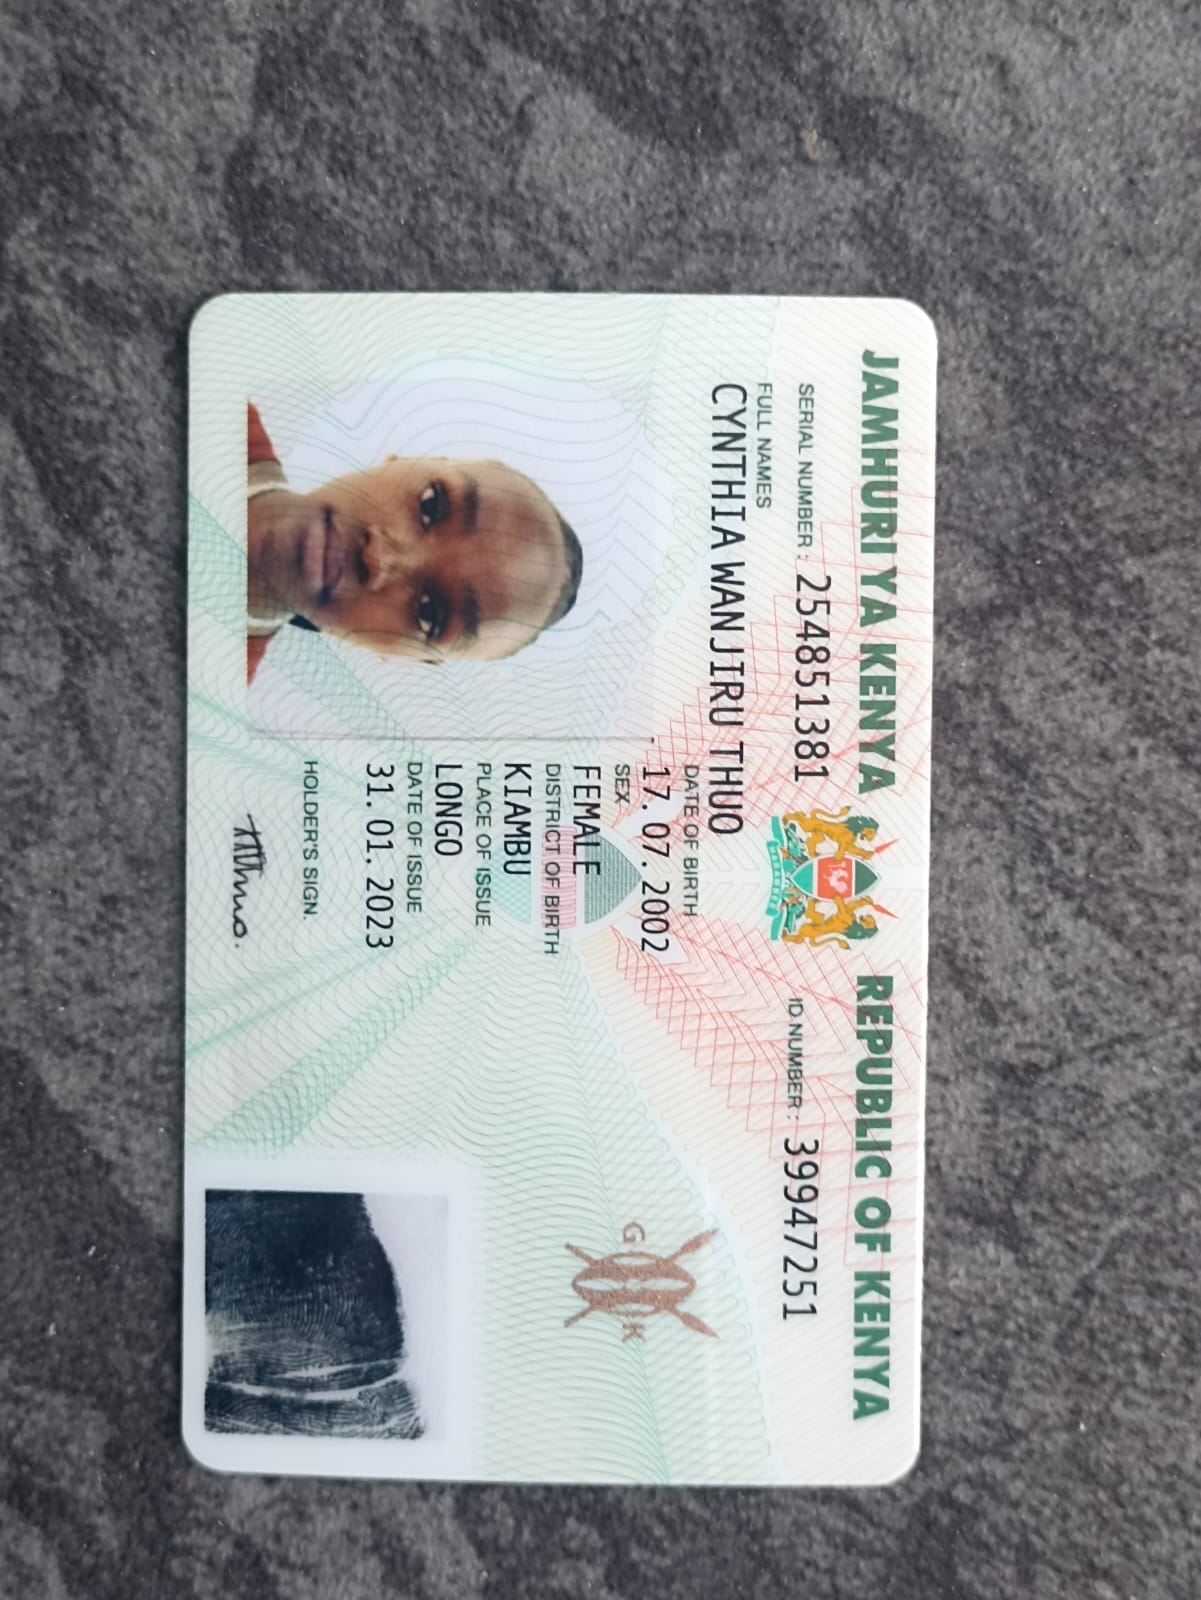 JAMHURI YA KENYA REPUBLIC OF KENYA
SERIAL NUMBER : 254851381 ID NUMBER : 39947251
FULL NAMES
CYNTHIA WANJIRU THUO
DATE OF BIRTH
17.07.2002
SEX
FEMALE
DISTRICT OF BIRTH
KIAMBU
PLACE OF ISSUE
LONGO
DATE OF ISSUE
31.01.2023
HOLDER'S SIGN.
G K
HARAMBEE